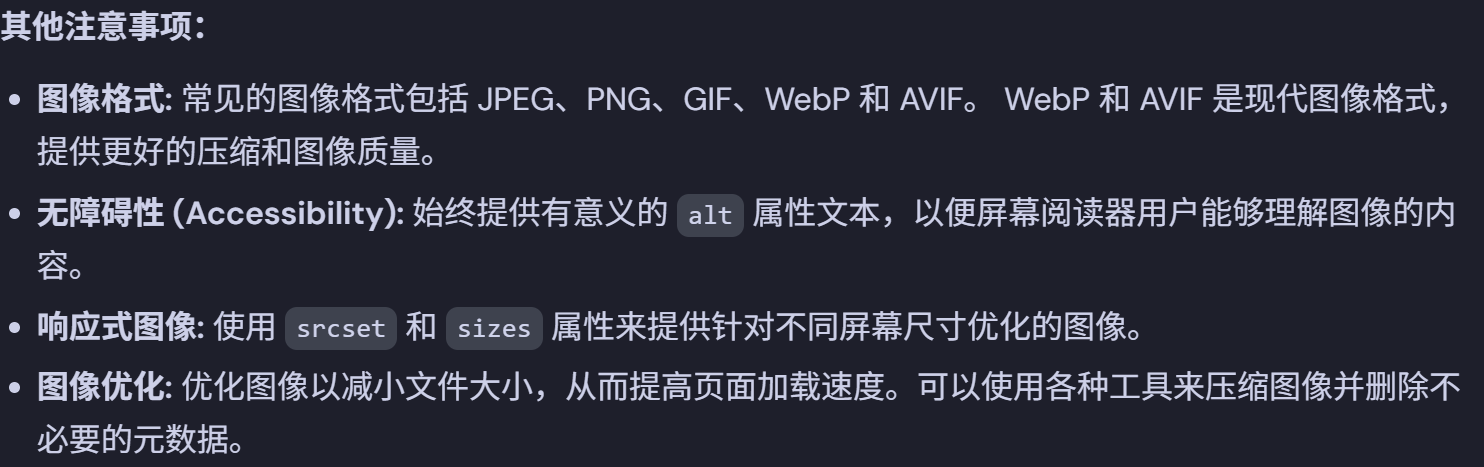 其他注意事项：
• 图像格式: 常见的图像格式包括 JPEG、PNG、GIF、WebP 和 AVIF。 WebP 和 AVIF 是现代图像格式，
提供更好的压缩和图像质量。
• 无障碍性 (Accessibility): 始终提供有意义的 alt 属性文本，以便屏幕阅读器用户能够理解图像的内
容。
• 响应式图像: 使用 srcset 和 sizes 属性来提供针对不同屏幕尺寸优化的图像。
• 图像优化: 优化图像以减小文件大小，从而提高页面加载速度。可以使用各种工具来压缩图像并删除不
必要的元数据。